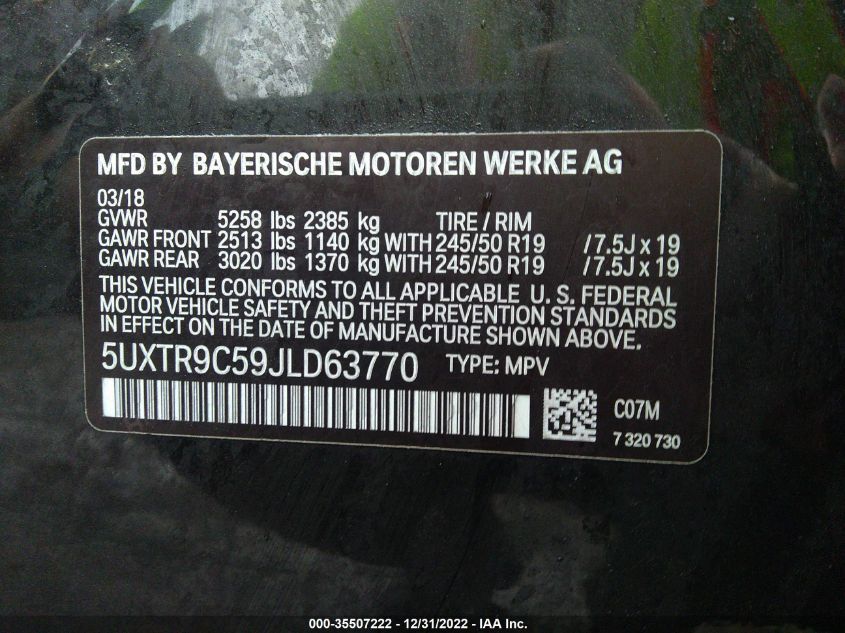 MFD BY BAYERISCHE MOTOREN WERKE AG
03/18
GVWR 5258 lbs 2385 kg TIRE / RIM
GAWR FRONT 2513 lbs 1140 kg WITH 245/50 R19 / 7.5J x 19
GAWR REAR 3020 lbs 1370 kg WITH 245/50 R19 / 7.5J x 19
THIS VEHICLE CONFORMS TO ALL APPLICABLE U. S. FEDERAL
MOTOR VEHICLE SAFETY AND THEFT PREVENTION STANDARDS
IN EFFECT ON THE DATE OF MANUFACTURE SHOWN ABOVE.
5UXTR9C59JLD63770 TYPE: MPV
C07M
7 320 730
000-35507222 - 12/31/2022 - IAA Inc.